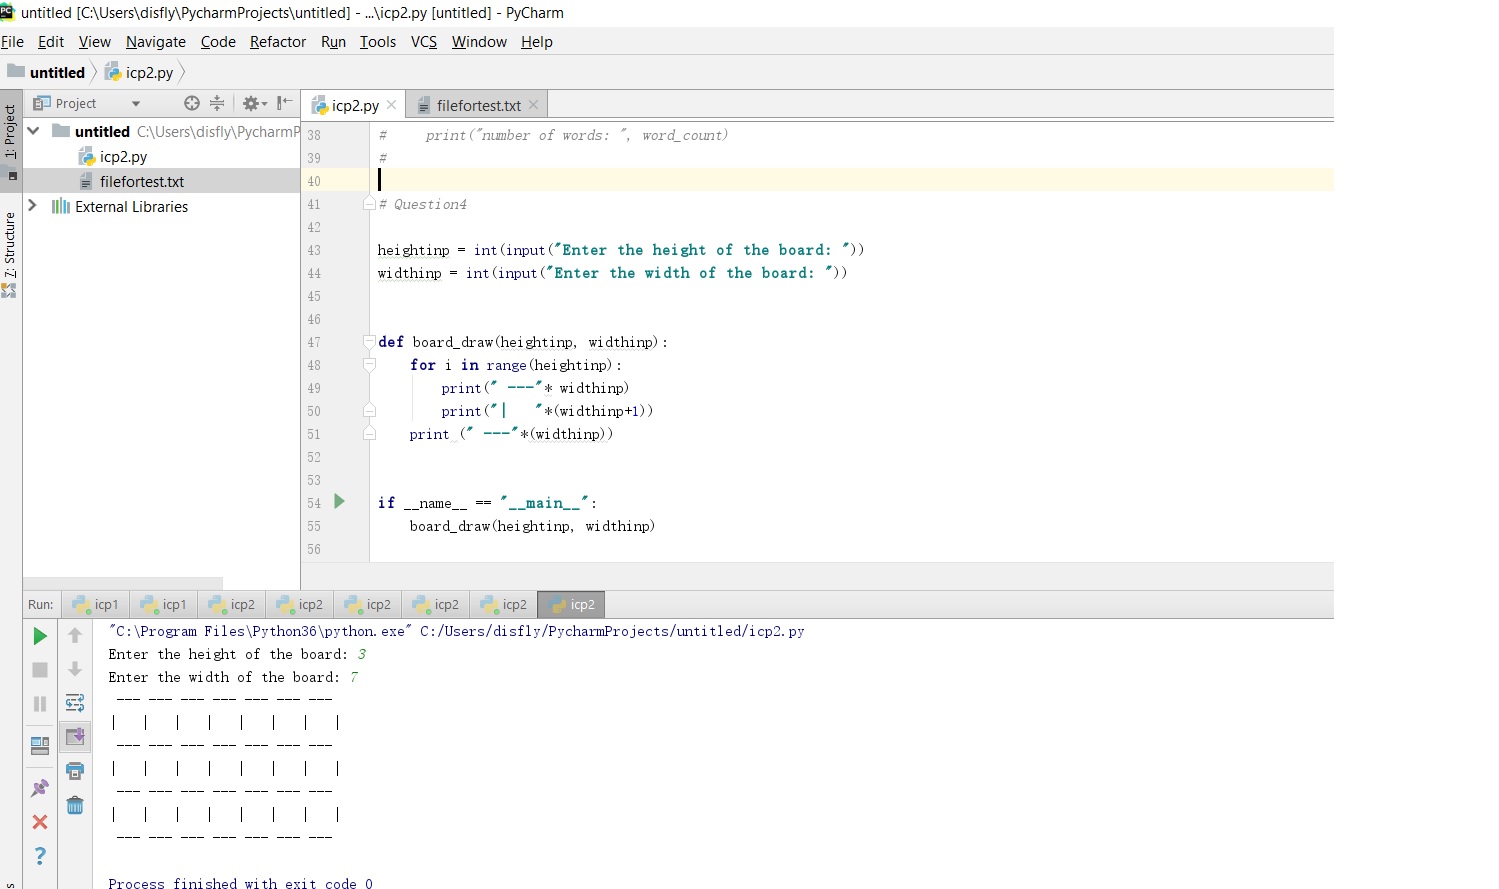 untitled [C:\Users\disfly\PycharmProjects\untitled] - ...\icp2.py [untitled] - PyCharm
File Edit View Navigate Code Refactor Run Tools VCS Window Help
untitled icp2.py
Project
icp2.py filefortest.txt
1: Project
7: Structure
untitled C:\Users\disfly\PycharmP
icp2.py
filefortest.txt
External Libraries
38 #     print("number of words: ", word_count)
39 #
40
41 # Question4
42
43 heightinp = int(input("Enter the height of the board: "))
44 widthinp = int(input("Enter the width of the board: "))
45
46
47 def board_draw(heightinp, widthinp):
48     for i in range(heightinp):
49         print(" ---"* widthinp)
50         print("|   "*(widthinp+1))
51     print (" ---"*(widthinp))
52
53
54 if __name__ == "__main__":
55     board_draw(heightinp, widthinp)
56
Run: icp1 icp1 icp2 icp2 icp2 icp2 icp2 icp2
"C:\Program Files\Python36\python.exe" C:/Users/disfly/PycharmProjects/untitled/icp2.py
Enter the height of the board: 3
Enter the width of the board: 7
 --- --- --- --- --- --- ---
|   |   |   |   |   |   |   |
 --- --- --- --- --- --- ---
|   |   |   |   |   |   |   |
 --- --- --- --- --- --- ---
|   |   |   |   |   |   |   |
 --- --- --- --- --- --- ---
Process finished with exit code 0